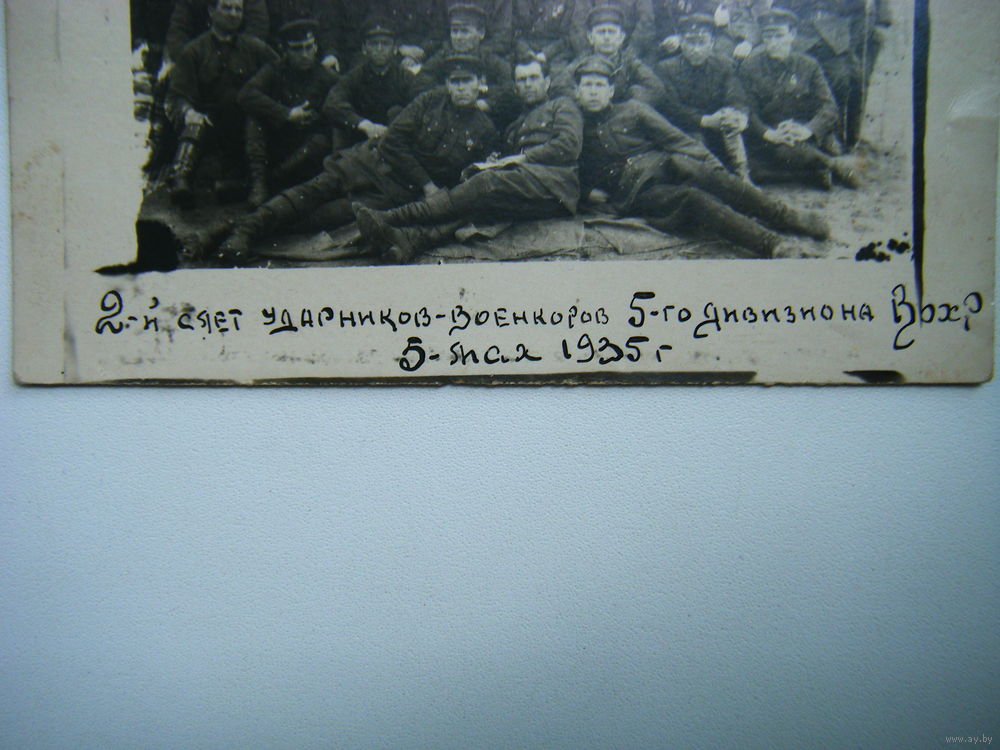 2-й слет ударников-военкоров 5-го дивизиона Вохр
5-мая 1935 г
www.ay.by